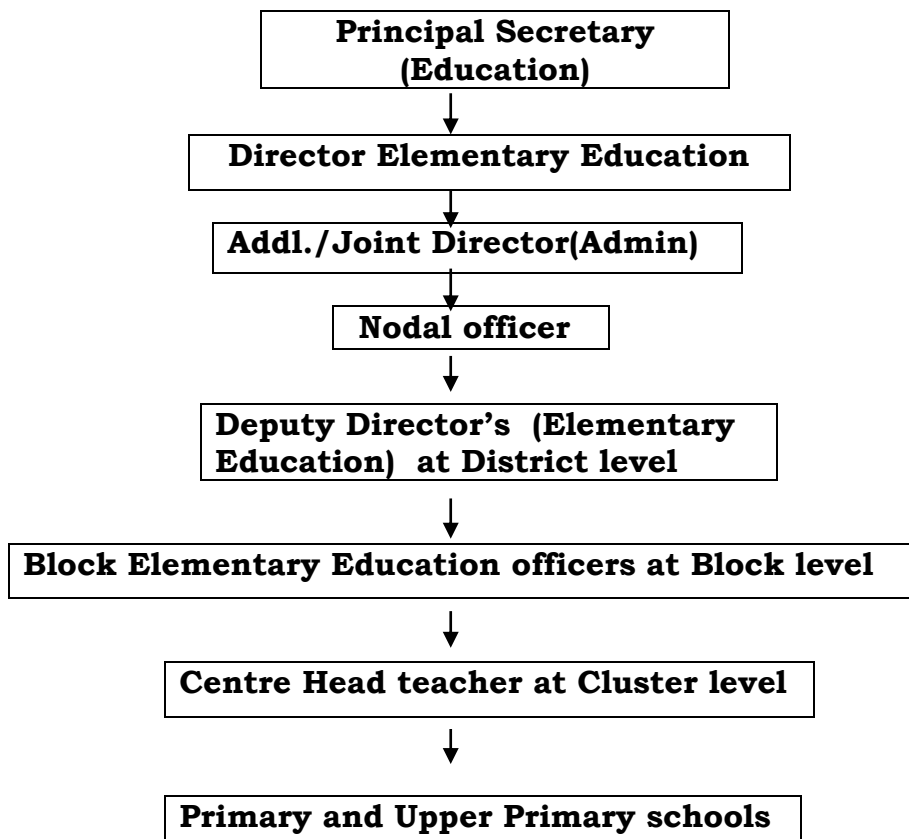 Principal Secretary
(Education)
Director Elementary Education
Addl./Joint Director(Admin)
Nodal officer
Deputy Director’s (Elementary
Education) at District level
Block Elementary Education officers at Block level
Centre Head teacher at Cluster level
Primary and Upper Primary schools